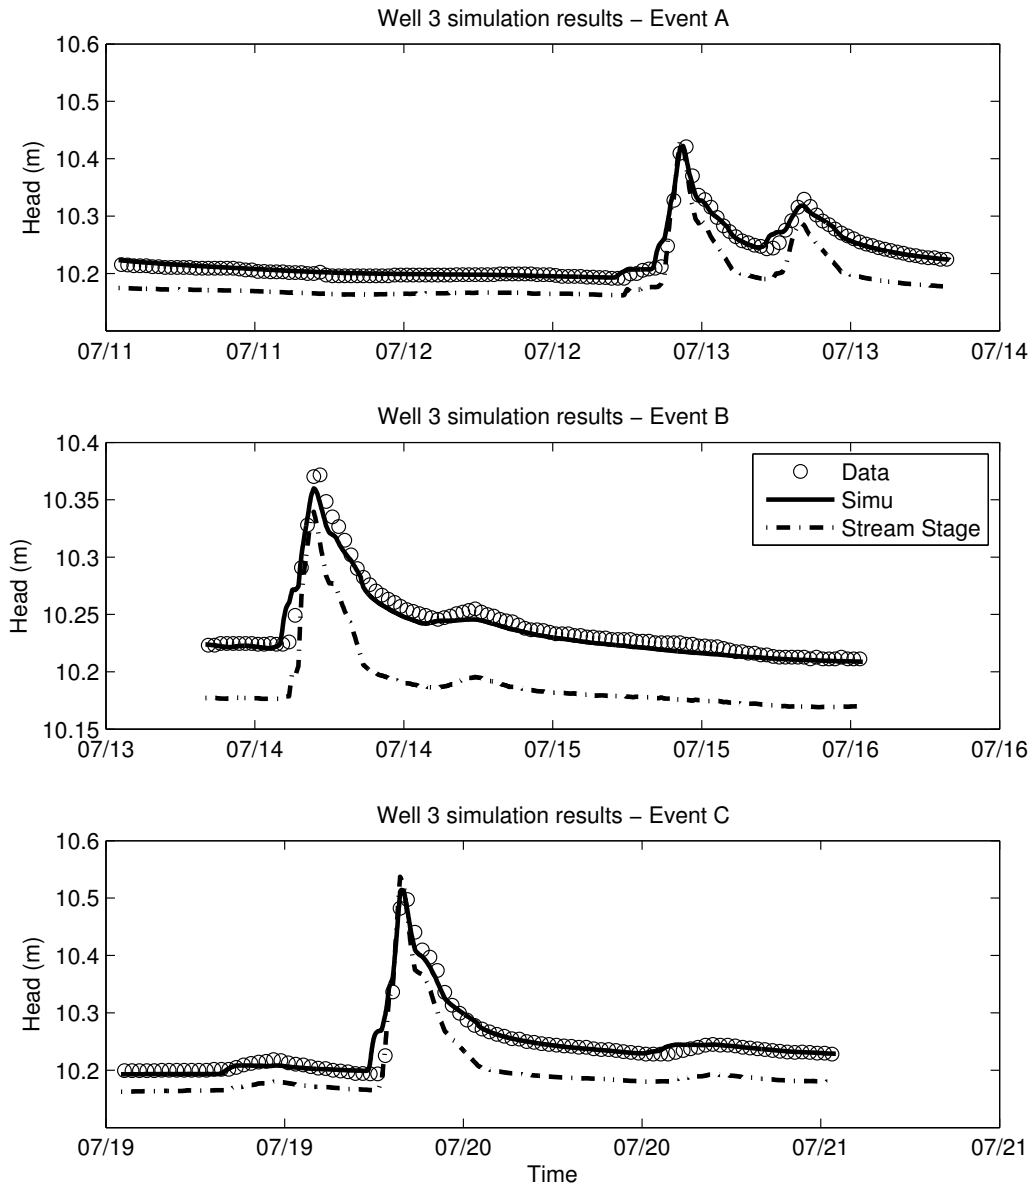 Well 3 simulation results – Event A
Head (m)
10.6
10.5
10.4
10.3
10.2
07/11 07/11 07/12 07/12 07/13 07/13 07/14
Well 3 simulation results – Event B
Head (m)
10.4
10.35
10.3
10.25
10.2
10.15
Data
Simu
Stream Stage
07/13 07/14 07/14 07/15 07/15 07/16 07/16
Well 3 simulation results – Event C
Head (m)
10.6
10.5
10.4
10.3
10.2
07/19 07/19 07/20 07/20 07/21 07/21
Time